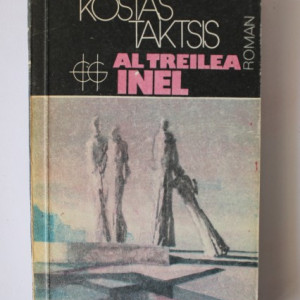 KOSTAS
TAKTSIS
AL TREILEA
INEL
ROMAN